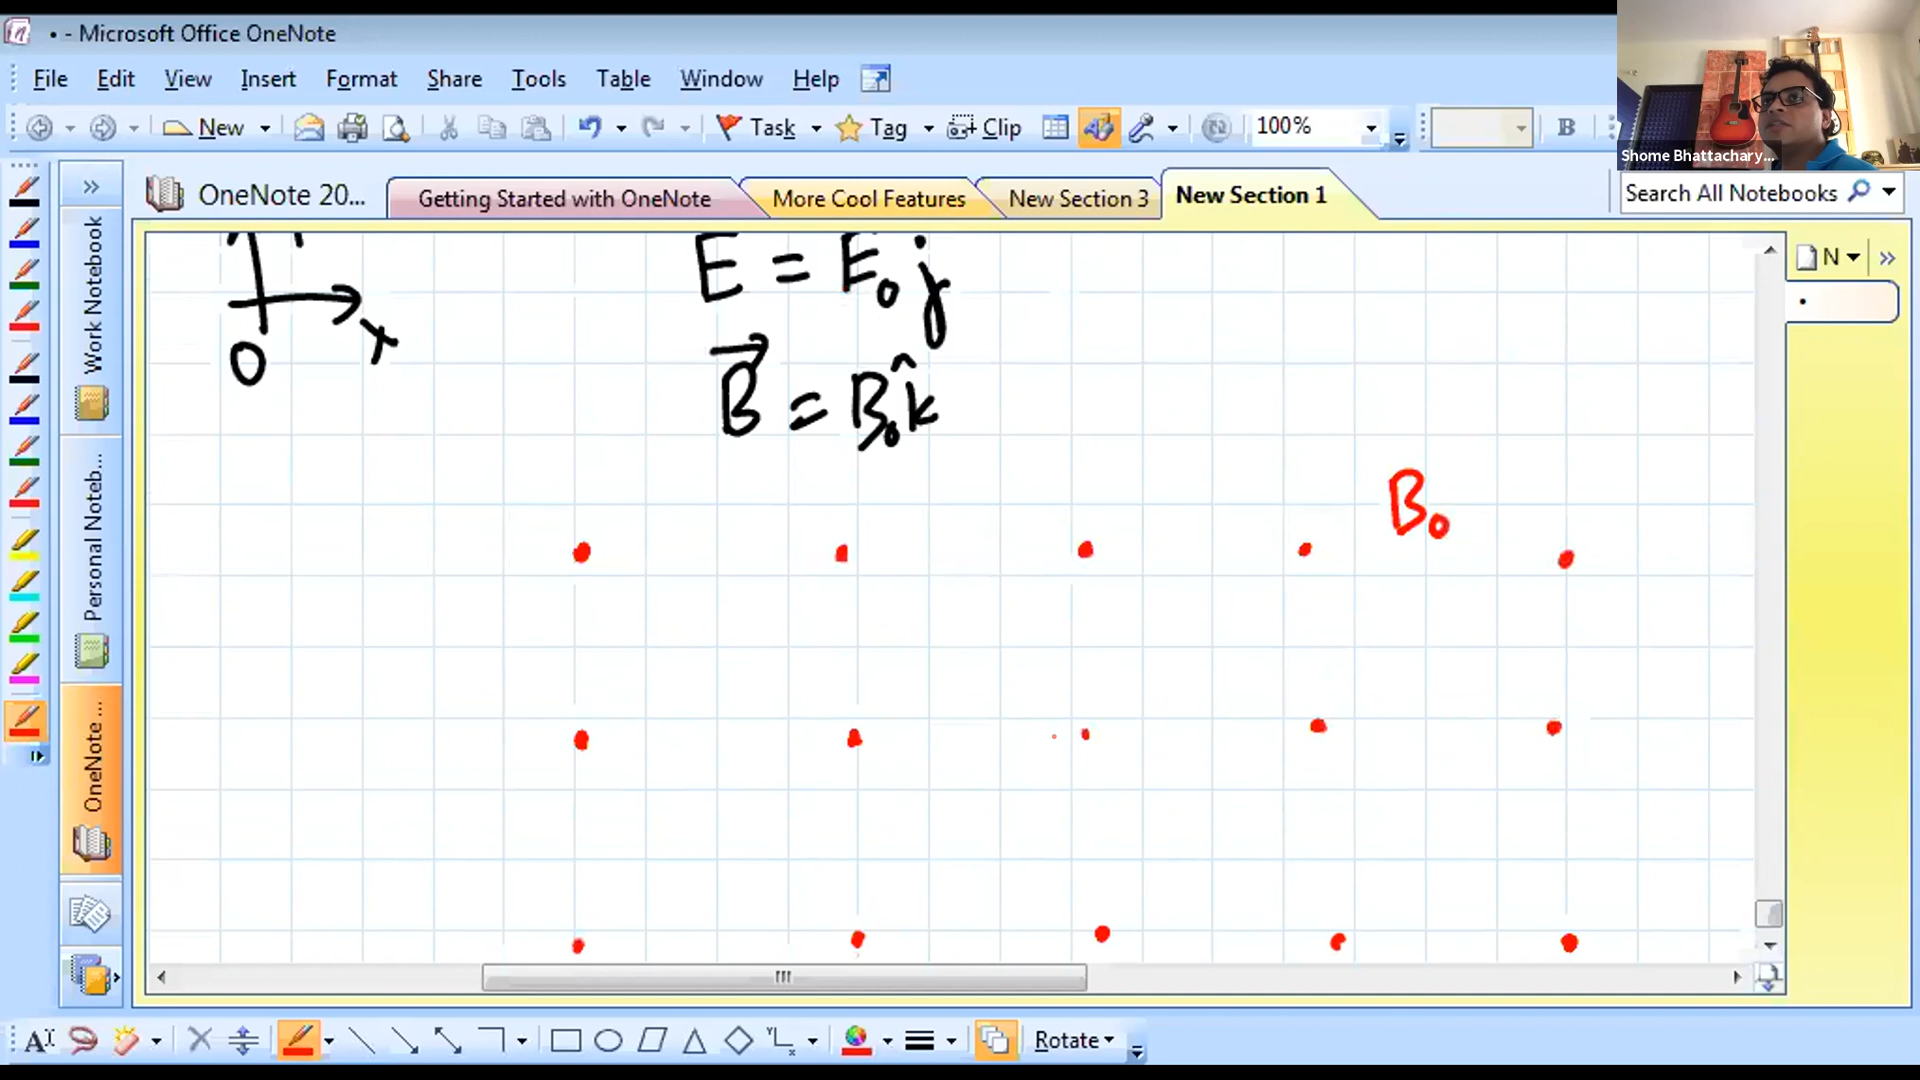 • - Microsoft Office OneNote
File Edit View Insert Format Share Tools Table Window Help
New Task Tag Clip 100% B
Shome Bhattachary...
OneNote 20... Getting Started with OneNote More Cool Features New Section 3 New Section 1 Search All Notebooks
Work Notebook
Personal Noteb...
OneNote ...
N
x
O
E = E₀ j
B⃗ = B₀ k̂
B₀
Rotate